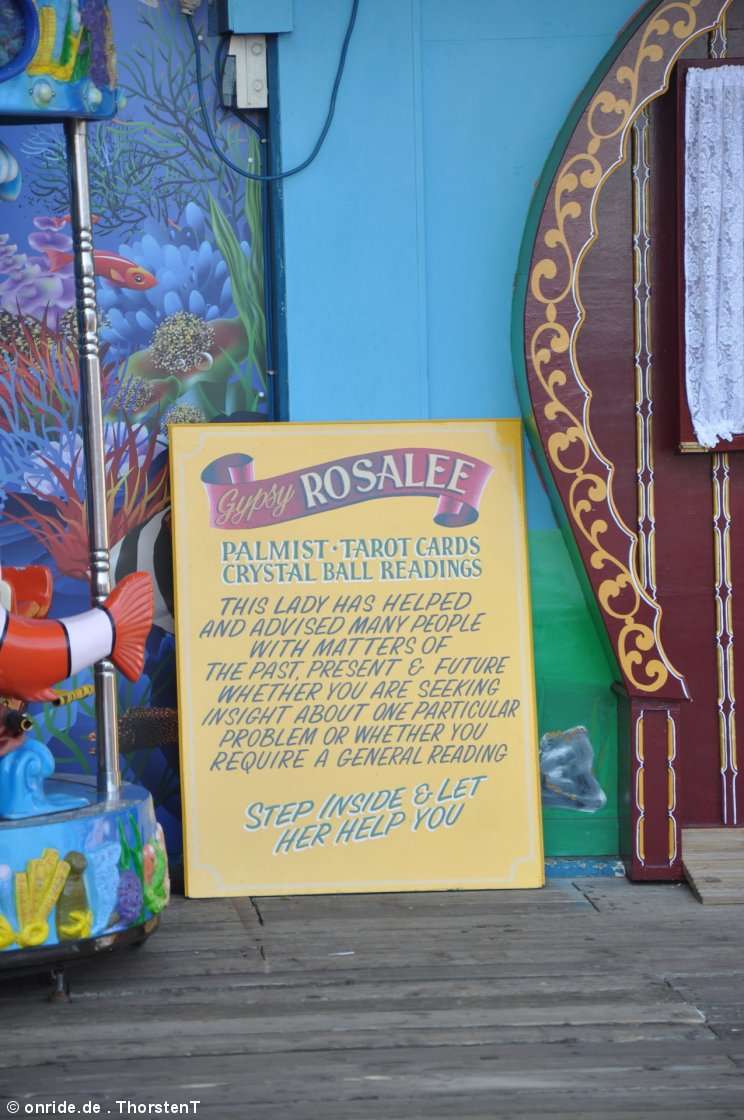 Gypsy ROSALEE
PALMIST · TAROT CARDS
CRYSTAL BALL READINGS
THIS LADY HAS HELPED
AND ADVISED MANY PEOPLE
WITH MATTERS OF
THE PAST, PRESENT & FUTURE
WHETHER YOU ARE SEEKING
INSIGHT ABOUT ONE PARTICULAR
PROBLEM OR WHETHER YOU
REQUIRE A GENERAL READING
STEP INSIDE & LET
HER HELP YOU
© onride.de . ThorstenT